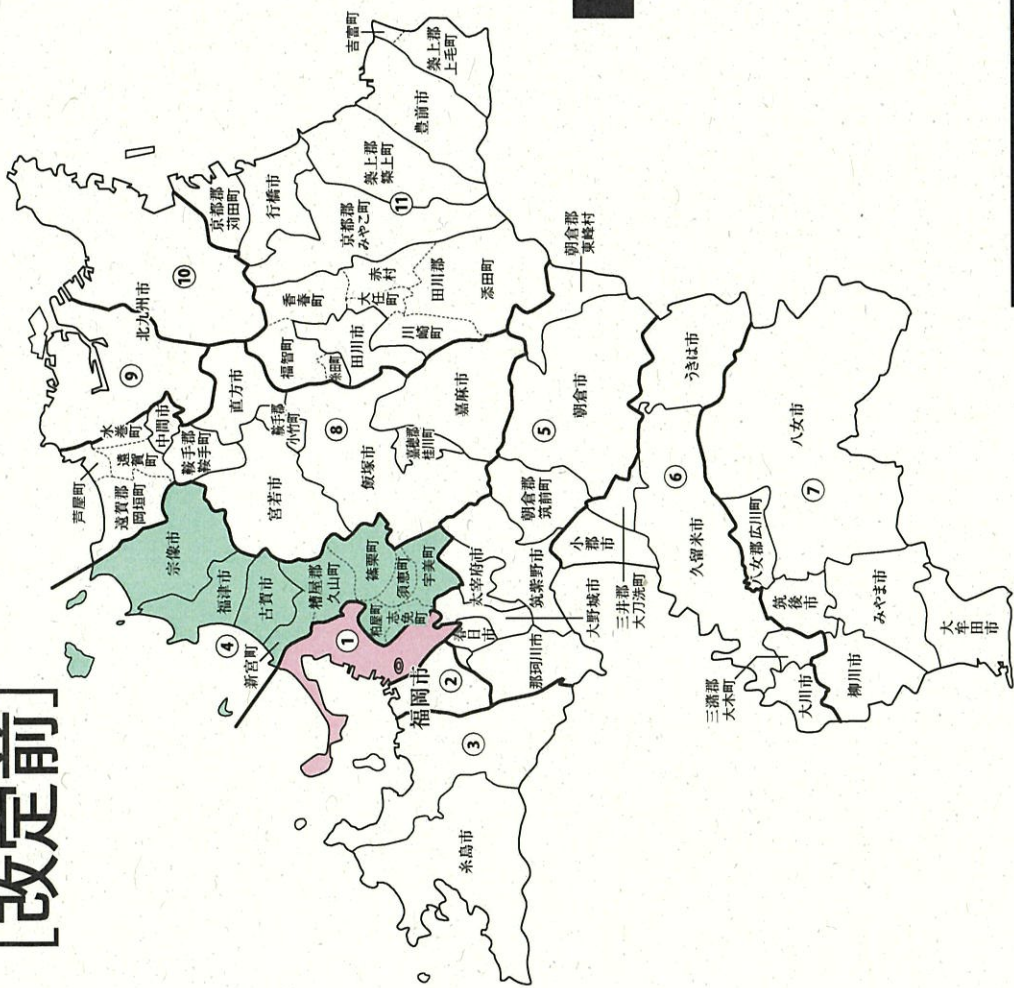 [改定前]
吉富町
築上郡
上毛町
豊前市
築上郡
築上町
⑪
京都郡
苅田町
行橋市
京都郡
みやこ町
北九州市
⑩
⑨
香春町
赤村
大任町
田川郡
添田町
福智町
糸田町
田川市
川崎町
朝倉郡
東峰村
芦屋町
水巻町
遠賀町
中間市
遠賀郡
岡垣町
鞍手郡
鞍手町
直方市
鞍手郡
小竹町
宮若市
⑧
飯塚市
嘉穂郡
桂川町
嘉麻市
⑤
朝倉市
朝倉郡
筑前町
うきは市
宗像市
福津市
古賀市
④
新宮町
糟屋郡
久山町
篠栗町
粕屋町
志免町
須恵町
宇美町
①
福岡市
②
③
春日市
太宰府市
筑紫野市
那珂川市
大野城市
小郡市
三井郡
大刀洗町
⑥
久留米市
八女郡広川町
八女市
⑦
筑後市
みやま市
三潴郡
大木町
大川市
柳川市
大牟田市
糸島市